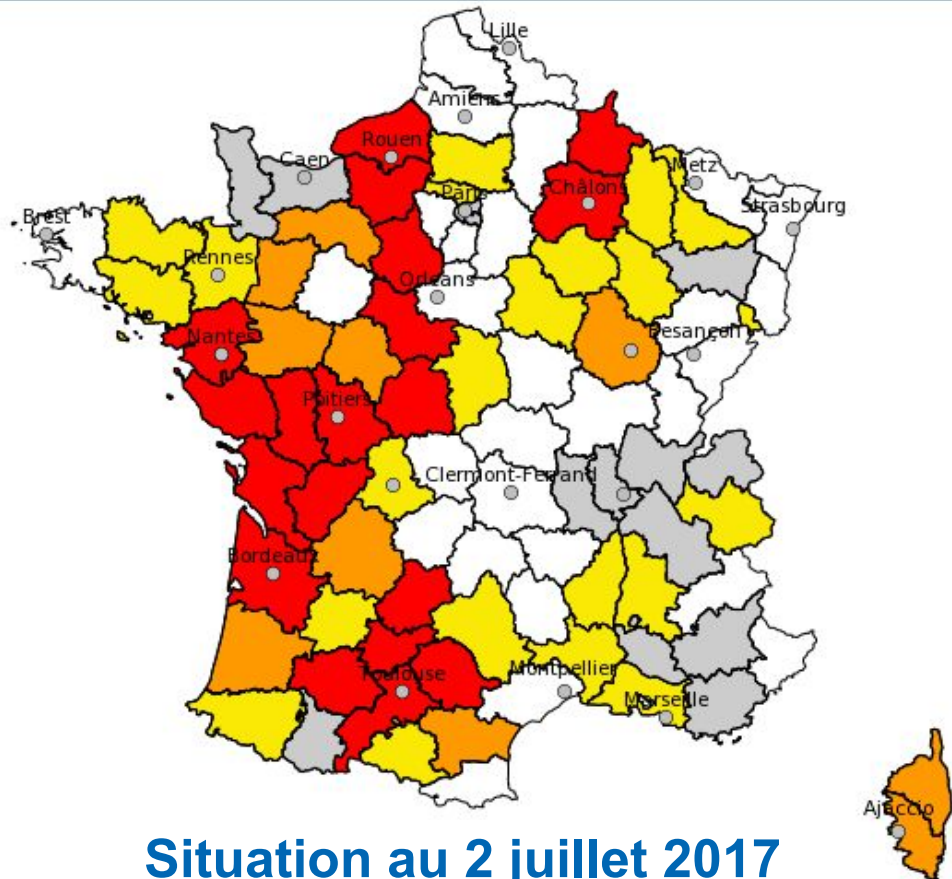 Lille
Amiens
Rouen
Caen
Metz
Paris
Châlons
Strasbourg
Brest
Rennes
Orléans
Nantes
Besançon
Poitiers
Clermont-Ferrand
Bordeaux
Toulouse
Montpellier
Marseille
Ajaccio
Situation au 2 juillet 2017